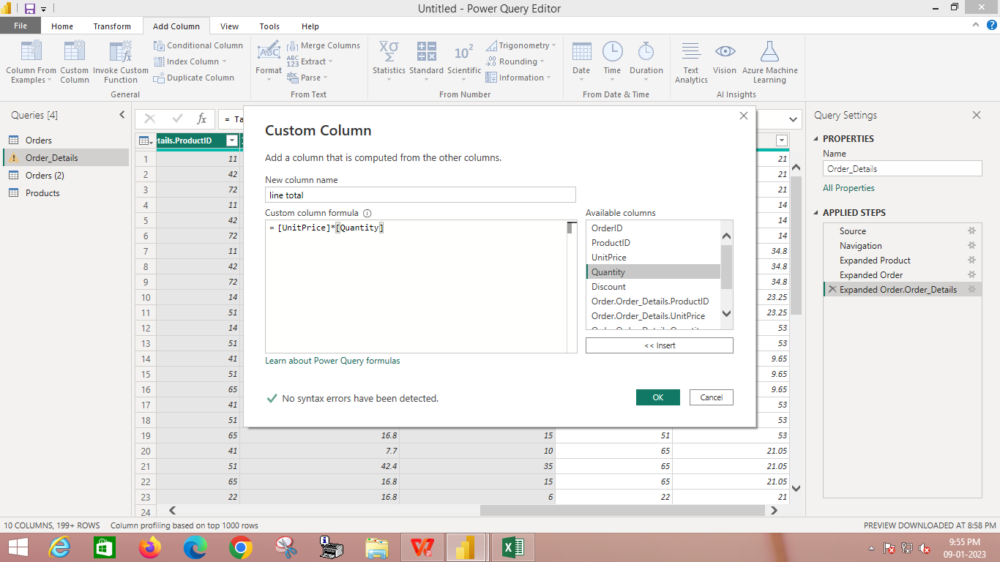 Untitled - Power Query Editor
File Home Transform Add Column View Tools Help
Column From Examples
Custom Column
Invoke Custom Function
Conditional Column
Index Column
Duplicate Column
General
Format
Merge Columns
Extract
Parse
From Text
Statistics
Standard
Scientific
Trigonometry
Rounding
Information
From Number
Date
Time
Duration
From Date & Time
Text Analytics
Vision
Azure Machine Learning
AI Insights
Queries [4]
Orders
Order_Details
Orders (2)
Products
fx
= Ta
tails.ProductID
1 11 21
2 42 21
3 72 21
4 11 14
5 42 14
6 72 14
7 11 34.8
8 42 34.8
9 72 34.8
10 14 23.25
11 51 23.25
12 14 53
13 51 53
14 41 9.65
15 51 9.65
16 65 9.65
17 41 53
18 51 53
19 65 16.8 15 51 53
20 41 7.7 10 65 21.05
21 51 42.4 35 65 21.05
22 65 16.8 15 65 21.05
23 22 16.8 6 22 21
24
Custom Column
Add a column that is computed from the other columns.
New column name
line total
Custom column formula
= [UnitPrice]*[Quantity]
Available columns
OrderID
ProductID
UnitPrice
Quantity
Discount
Order.Order_Details.ProductID
Order.Order_Details.UnitPrice
<< Insert
Learn about Power Query formulas
No syntax errors have been detected.
OK
Cancel
Query Settings
PROPERTIES
Name
Order_Details
All Properties
APPLIED STEPS
Source
Navigation
Expanded Product
Expanded Order
Expanded Order.Order_Details
10 COLUMNS, 199+ ROWS Column profiling based on top 1000 rows
PREVIEW DOWNLOADED AT 8:58 PM
9:55 PM
09-01-2023